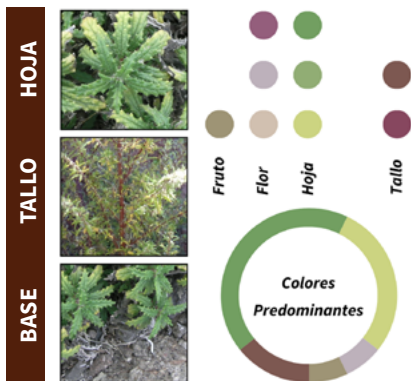 HOJA
TALLO
BASE
Fruto
Flor
Hoja
Tallo
Colores
Predominantes